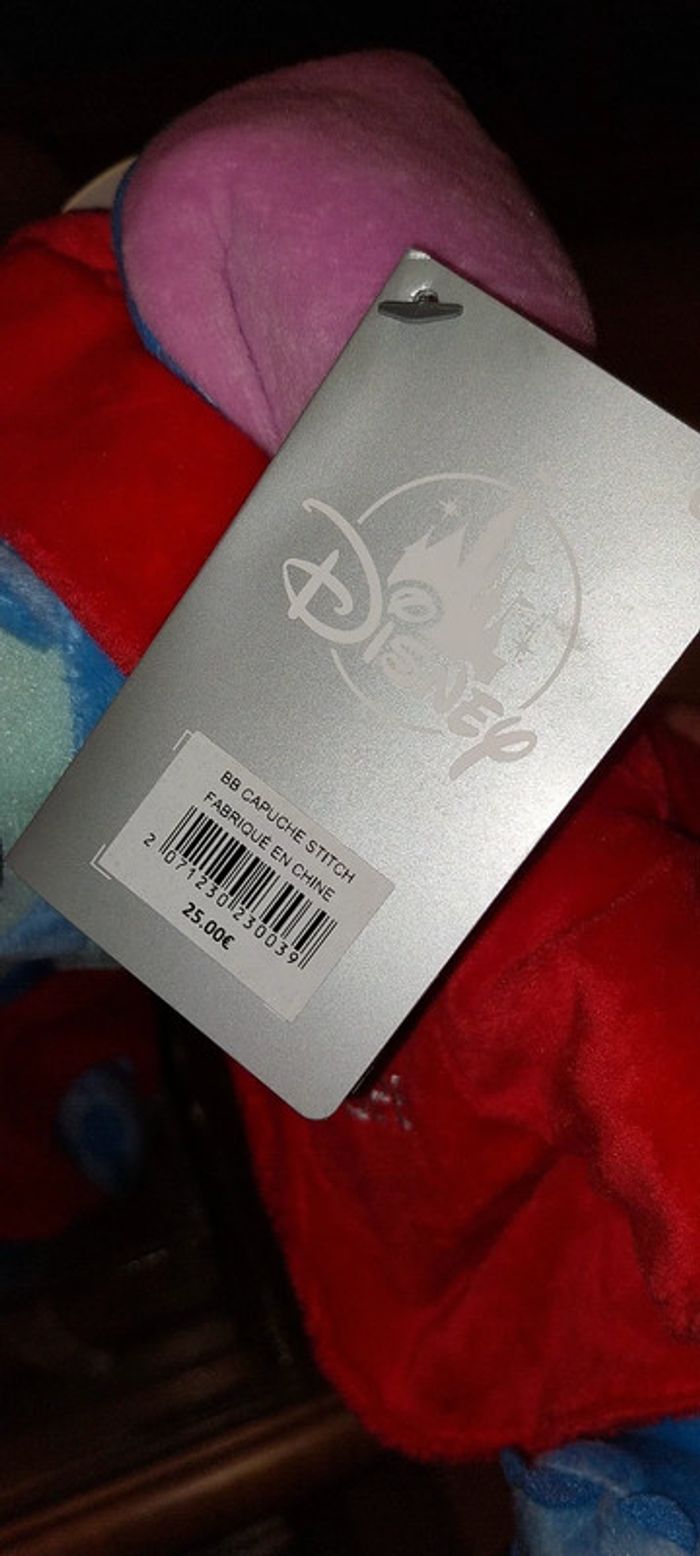 Disney
BB CAPUCHE STITCH
FABRIQUÉ EN CHINE
2 071230 230039
25.00€